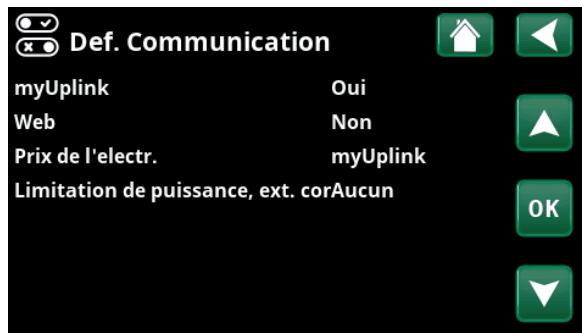 Def. Communication
myUplink Oui
Web Non
Prix de l'electr. myUplink
Limitation de puissance, ext. corAucun
OK